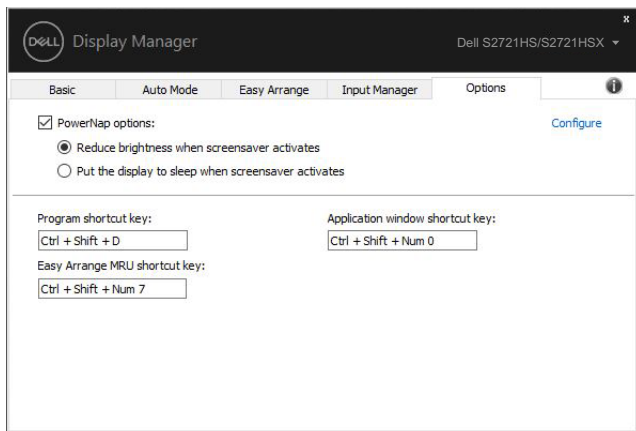 x
DELL Display Manager Dell S2721HS/S2721HSX
Basic Auto Mode Easy Arrange Input Manager Options i
PowerNap options: Configure
Reduce brightness when screensaver activates
Put the display to sleep when screensaver activates
Program shortcut key: Application window shortcut key:
Ctrl + Shift + D Ctrl + Shift + Num 0
Easy Arrange MRU shortcut key:
Ctrl + Shift + Num 7